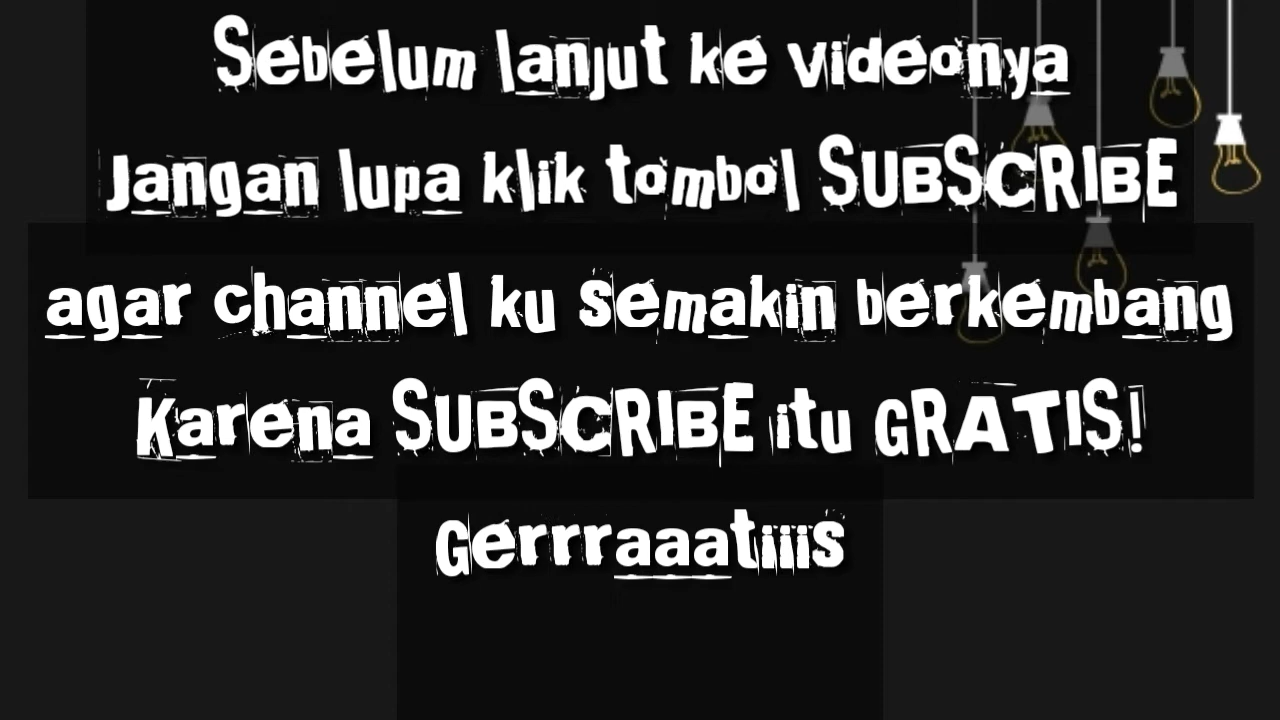 Sebelum lanjut ke videonya
Jangan lupa klik tombol SUBSCRIBE
agar channel ku semakin berkembang
Karena SUBSCRIBE itu GRATIS!
Gerrraaatiiis